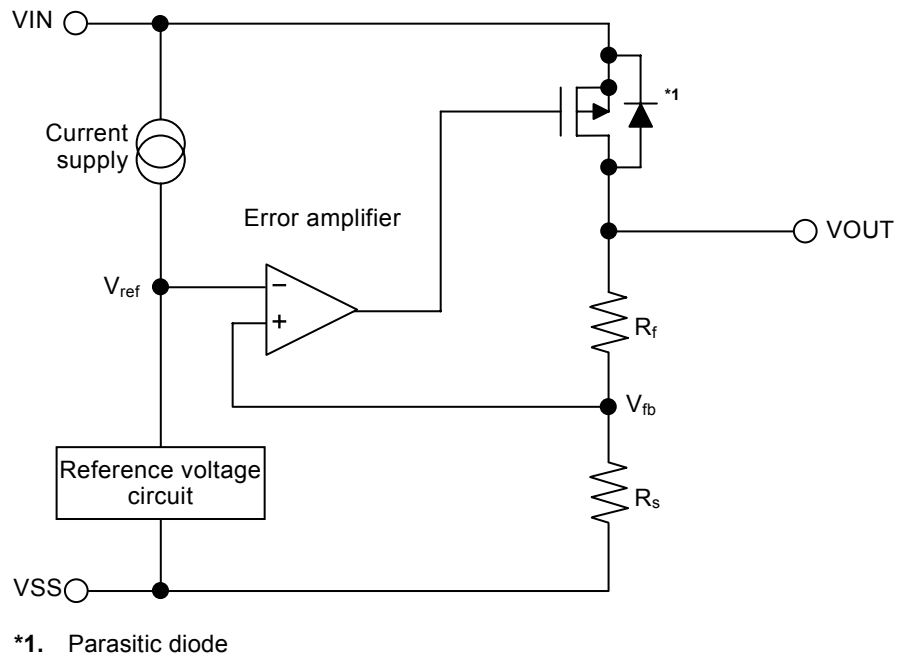 VIN
*1
Current
supply
Error amplifier
VOUT
Vref
−
+
Rf
Vfb
Reference voltage
circuit
Rs
VSS
*1. Parasitic diode